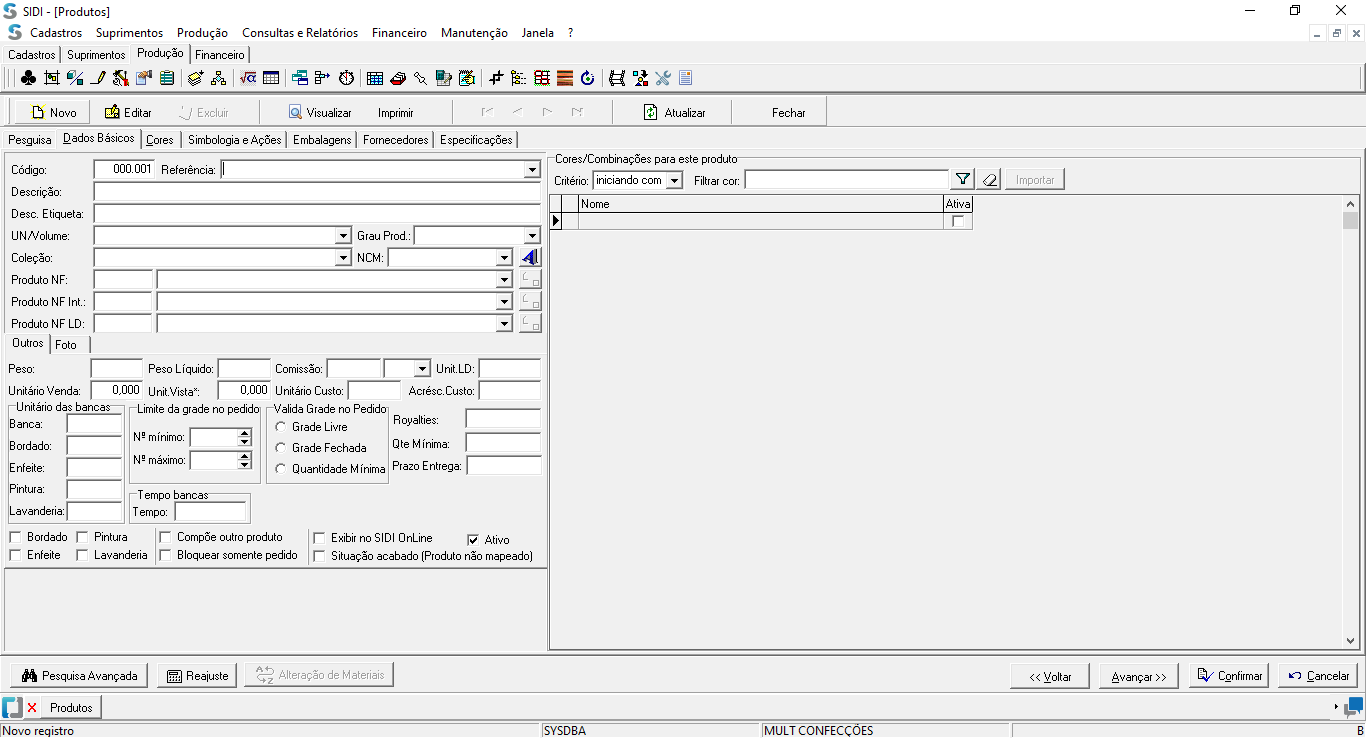 SIDI - [Produtos]
Cadastros Suprimentos Produção Consultas e Relatórios Financeiro Manutenção Janela ?
Cadastros Suprimentos Produção Financeiro
Novo Editar Excluir Visualizar Imprimir Atualizar Fechar
Pesquisa Dados Básicos Cores Simbologia e Ações Embalagens Fornecedores Especificações
Código: 000.001 Referência:
Descrição:
Desc. Etiqueta:
UN/Volume: Grau Prod.:
Coleção: NCM:
Produto NF:
Produto NF Int.:
Produto NF LD:
Outros Foto
Peso: Peso Líquido: Comissão: Unit.LD:
Unitário Venda: 0,000 Unit.Vista*: 0,000 Unitário Custo: Acrésc.Custo:
Unitário das bancas
Banca:
Bordado:
Enfeite:
Pintura:
Lavanderia:
Limite da grade no pedido
Nº mínimo:
Nº máximo:
Tempo bancas
Tempo:
Valida Grade no Pedido
Grade Livre
Grade Fechada
Quantidade Mínima
Royalties:
Qte Mínima:
Prazo Entrega:
Bordado Pintura Compõe outro produto Exibir no SIDI OnLine Ativo
Enfeite Lavanderia Bloquear somente pedido Situação acabado (Produto não mapeado)
Cores/Combinações para este produto
Critério: iniciando com Filtrar cor: Importar
Nome Ativa
Pesquisa Avançada Reajuste Alteração de Materiais << Voltar Avançar >> Confirmar Cancelar
Produtos
Novo registro SYSDBA MULT CONFECÇÕES B